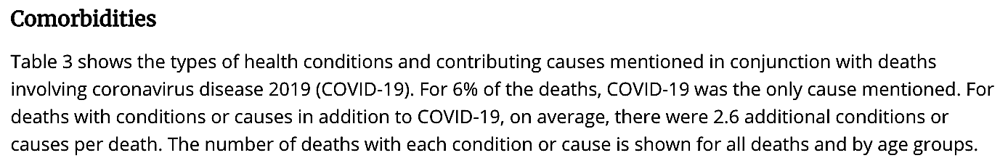 Comorbidities
Table 3 shows the types of health conditions and contributing causes mentioned in conjunction with deaths
involving coronavirus disease 2019 (COVID-19). For 6% of the deaths, COVID-19 was the only cause mentioned. For
deaths with conditions or causes in addition to COVID-19, on average, there were 2.6 additional conditions or
causes per death. The number of deaths with each condition or cause is shown for all deaths and by age groups.